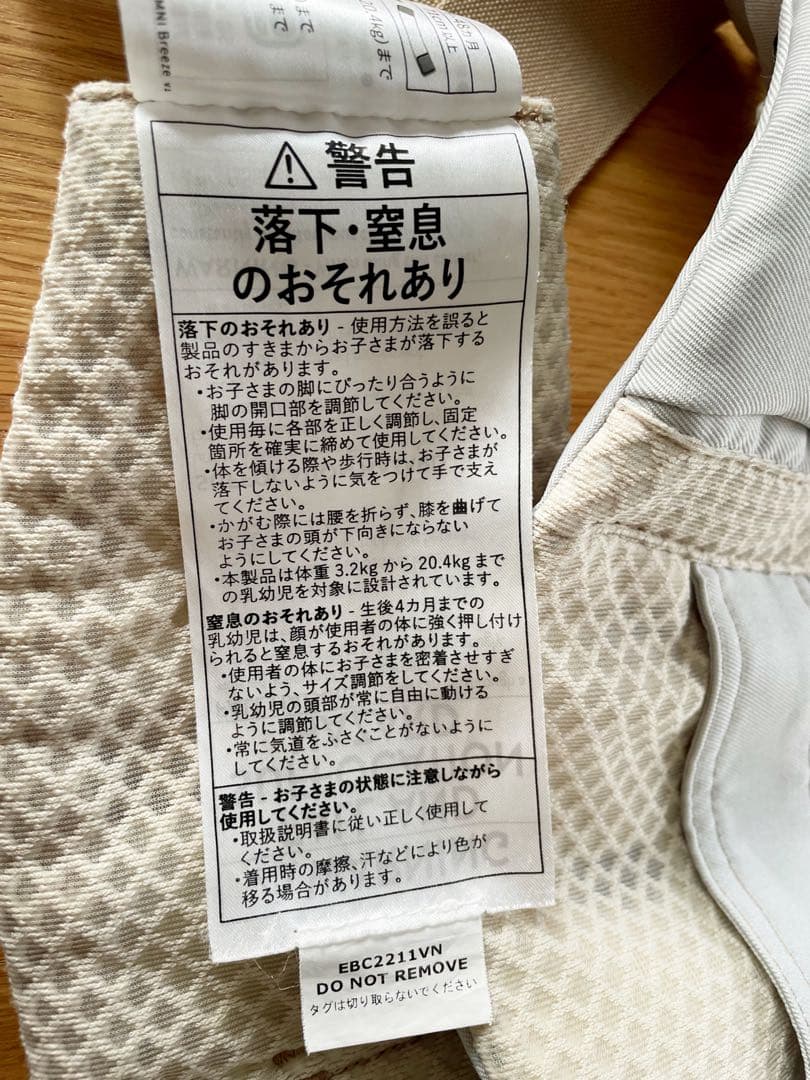 MNI Breeze
まで
まで
20.4kg)まで
48カ月
警告
落下・窒息
のおそれあり
落下のおそれあり - 使用方法を誤ると
製品のすきまからお子さまが落下する
おそれがあります。
・お子さまの脚にぴったり合うように
脚の開口部を調節してください。
・使用毎に各部を正しく調節し、固定
箇所を確実に締めて使用してください。
・体を傾ける際や歩行時は、お子さまが
落下しないように気をつけて手で支え
てください。
・かがむ際には腰を折らず、膝を曲げて
お子さまの頭が下向きにならない
ようにしてください。
・本製品は体重 3.2kg から 20.4kg まで
の乳幼児を対象に設計されています。
窒息のおそれあり - 生後4カ月までの
乳幼児は、顔が使用者の体に強く押し付け
られると窒息するおそれがあります。
・使用者の体にお子さまを密着させすぎ
ないよう、サイズ調節をしてください。
・乳幼児の頭部が常に自由に動ける
ように調節してください。
・常に気道をふさぐことがないように
してください。
警告 - お子さまの状態に注意しながら
使用してください。
・取扱説明書に従い正しく使用して
ください。
・着用時の摩擦、汗などにより色が
移る場合があります。
EBC2211VN
DO NOT REMOVE
タグは切り取らないでください